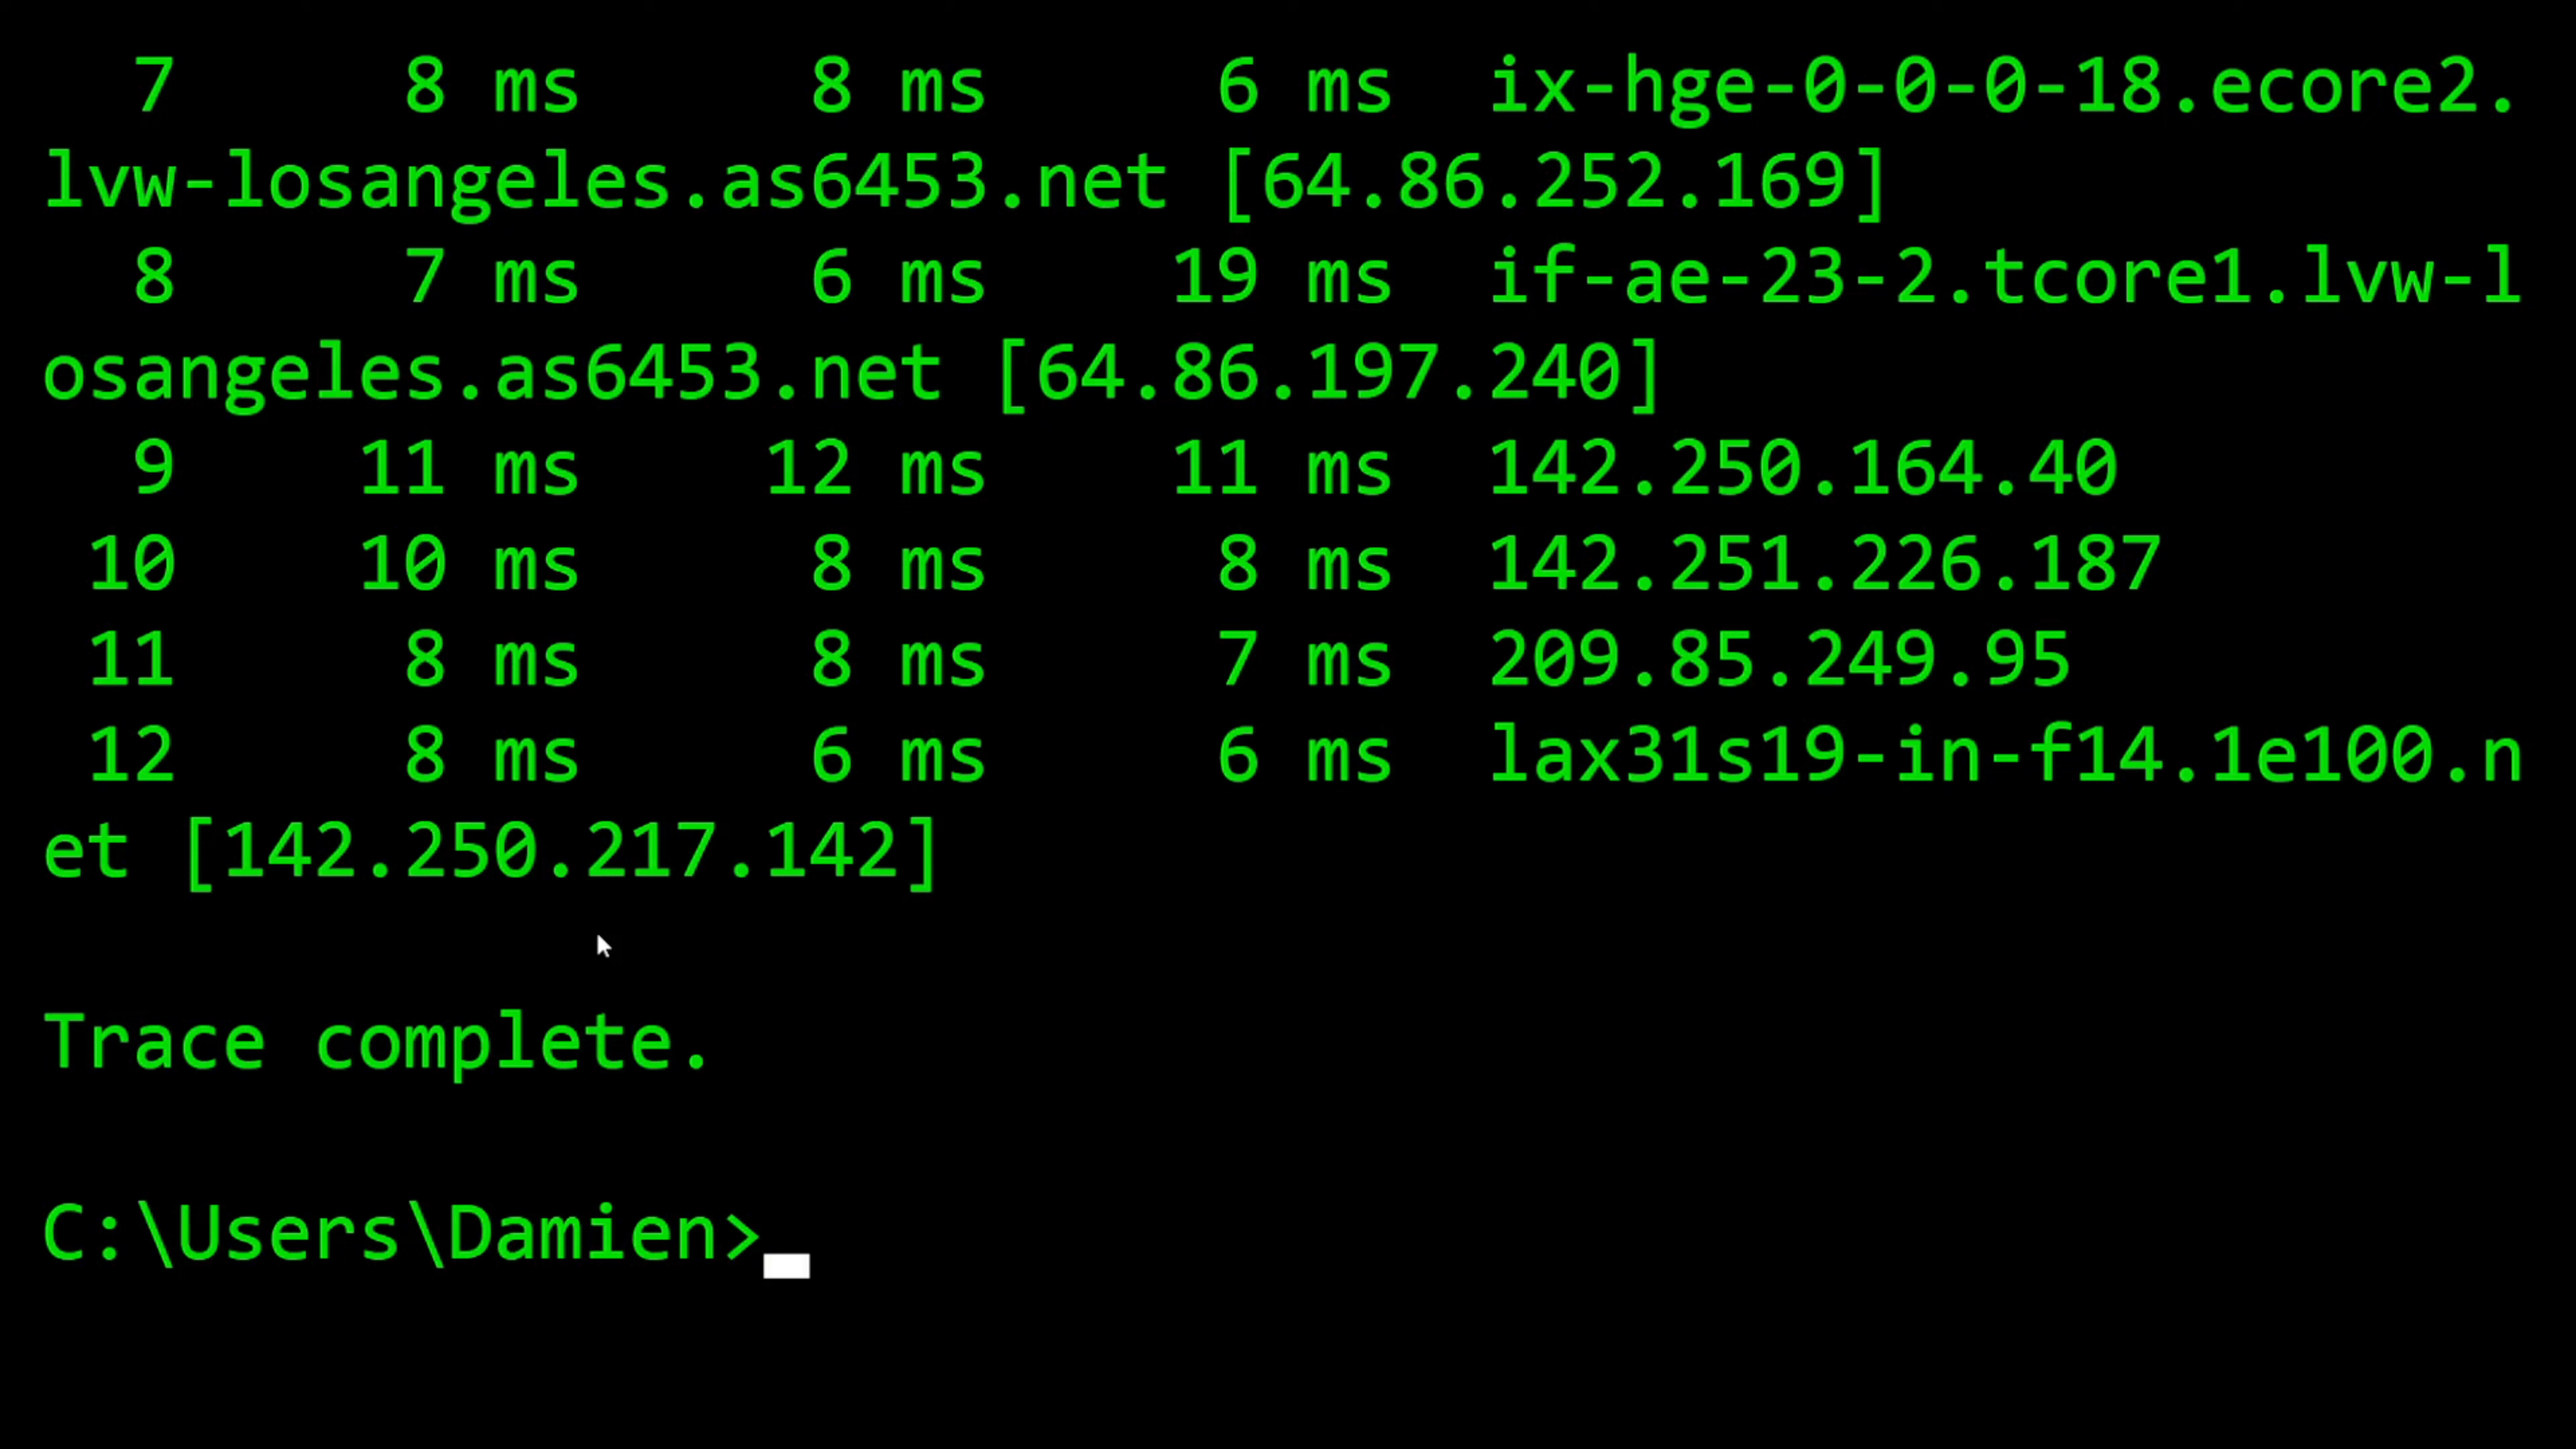 7 8 ms 8 ms 6 ms ix-hge-0-0-0-18.ecore2.
lvw-losangeles.as6453.net [64.86.252.169]
8 7 ms 6 ms 19 ms if-ae-23-2.tcore1.lvw-l
osangeles.as6453.net [64.86.197.240]
9 11 ms 12 ms 11 ms 142.250.164.40
10 10 ms 8 ms 8 ms 142.251.226.187
11 8 ms 8 ms 7 ms 209.85.249.95
12 8 ms 6 ms 6 ms lax31s19-in-f14.1e100.n
et [142.250.217.142]
Trace complete.
C:\Users\Damien>